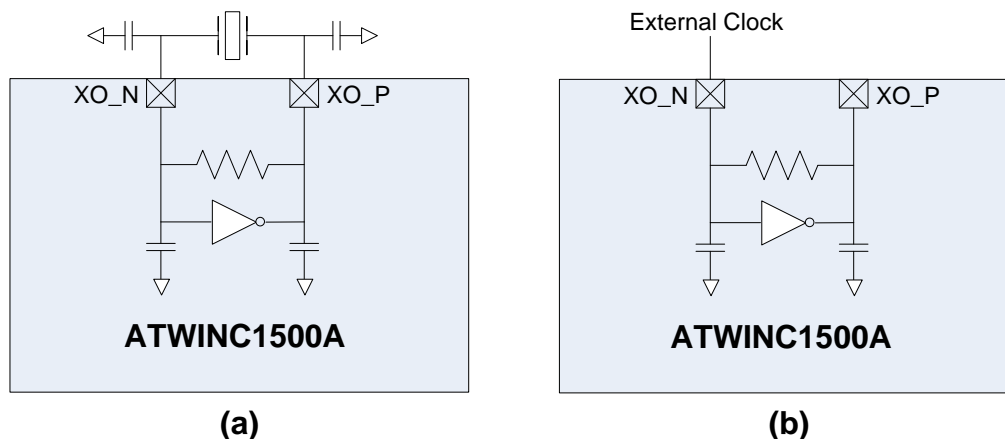 External Clock
XO_N XO_P XO_N XO_P
ATWINC1500A ATWINC1500A
(a) (b)